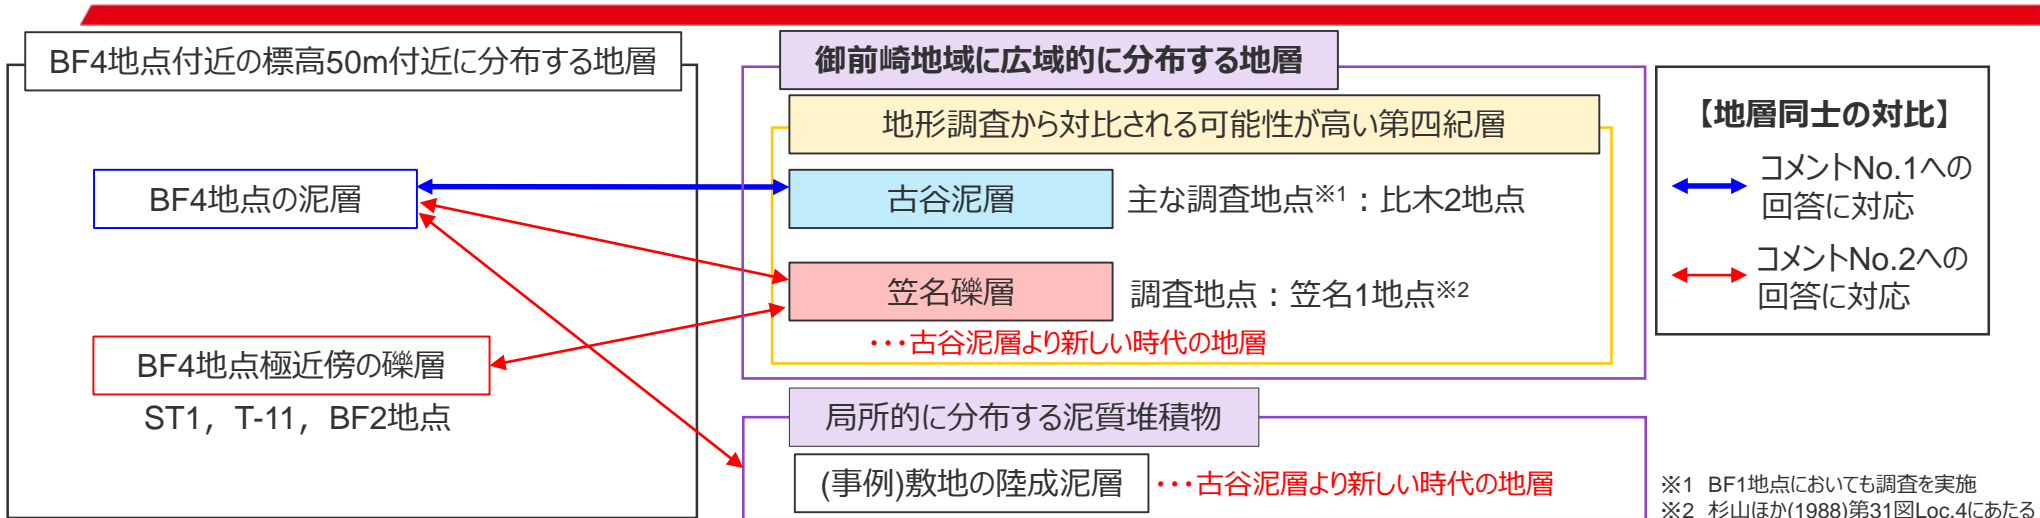 BF4地点付近の標高50m付近に分布する地層
BF4地点の泥層
BF4地点極近傍の礫層
ST1，T-11，BF2地点
御前崎地域に広域的に分布する地層
地形調査から対比される可能性が高い第四紀層
古谷泥層 主な調査地点※1：比木2地点
笠名礫層 調査地点：笠名1地点※2
・・・古谷泥層より新しい時代の地層
局所的に分布する泥質堆積物
(事例)敷地の陸成泥層 ・・・古谷泥層より新しい時代の地層
【地層同士の対比】
コメントNo.1への
回答に対応
コメントNo.2への
回答に対応
※1 BF1地点においても調査を実施
※2 杉山ほか(1988)第31図Loc.4にあたる